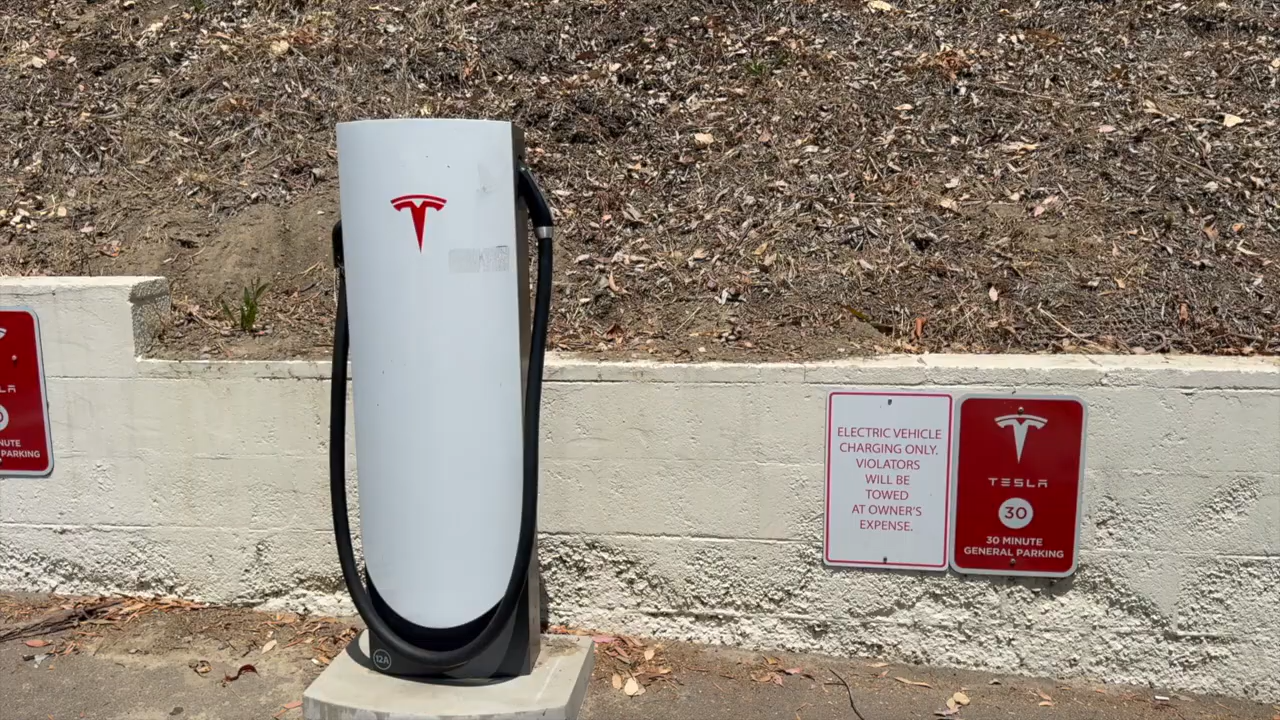 NUTE
PARKING
12A
ELECTRIC VEHICLE
CHARGING ONLY.
VIOLATORS
WILL BE
TOWED
AT OWNER'S
EXPENSE.
TESLA
30
30 MINUTE
GENERAL PARKING